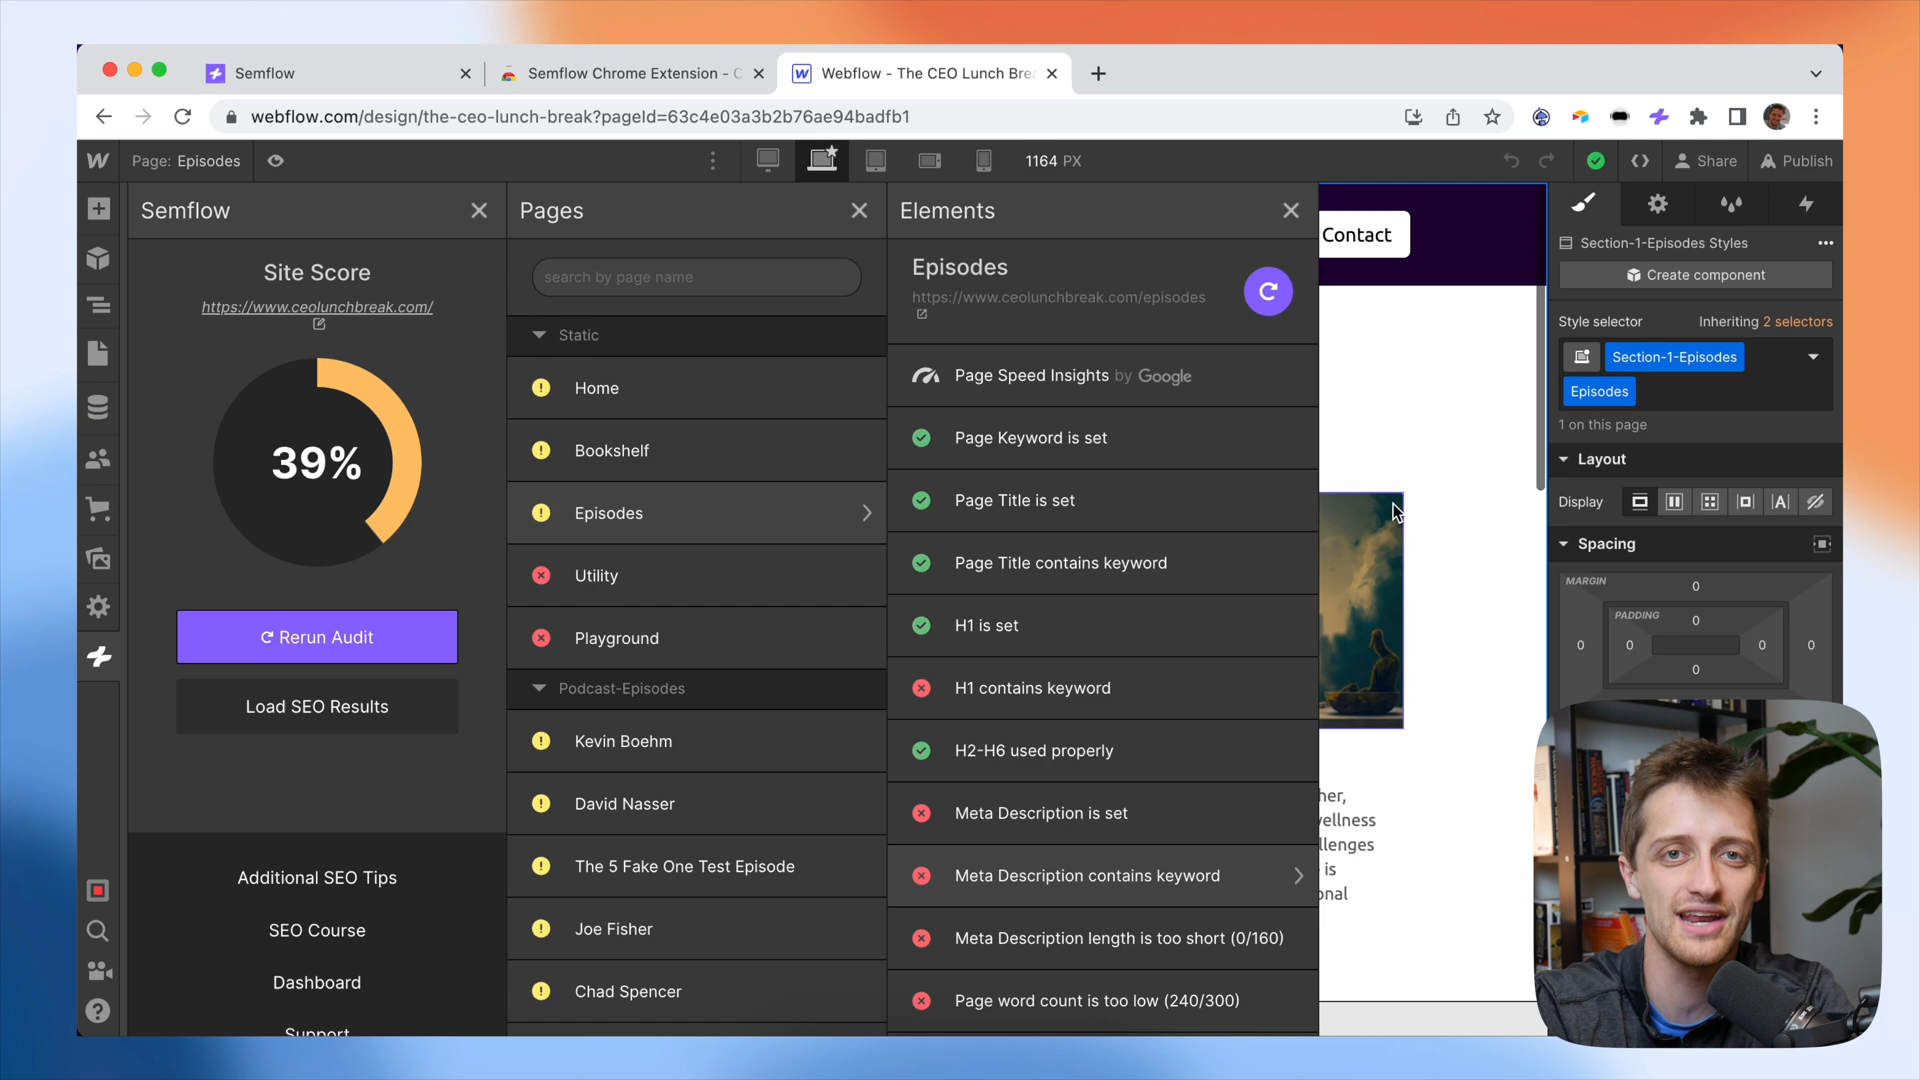 Semflow
Semflow Chrome Extension - C
Webflow - The CEO Lunch Bre
webflow.com/design/the-ceo-lunch-break?pageId=63c4e03a3b2b76ae94badfb1
Page: Episodes
1164 PX
Share
Publish
Semflow
Site Score
https://www.ceolunchbreak.com/
39%
Rerun Audit
Load SEO Results
Additional SEO Tips
SEO Course
Dashboard
Support
Pages
search by page name
Static
Home
Bookshelf
Episodes
Utility
Playground
Podcast-Episodes
Kevin Boehm
David Nasser
The 5 Fake One Test Episode
Joe Fisher
Chad Spencer
Elements
Episodes
https://www.ceolunchbreak.com/episodes
Page Speed Insights by Google
Page Keyword is set
Page Title is set
Page Title contains keyword
H1 is set
H1 contains keyword
H2-H6 used properly
Meta Description is set
Meta Description contains keyword
Meta Description length is too short (0/160)
Page word count is too low (240/300)
Contact
her,
vellness
llenges
is
onal
Section-1-Episodes Styles
Create component
Style selector
Inheriting 2 selectors
Section-1-Episodes
Episodes
1 on this page
Layout
Display
Spacing
MARGIN
0
PADDING
0
0
0
0
0
0